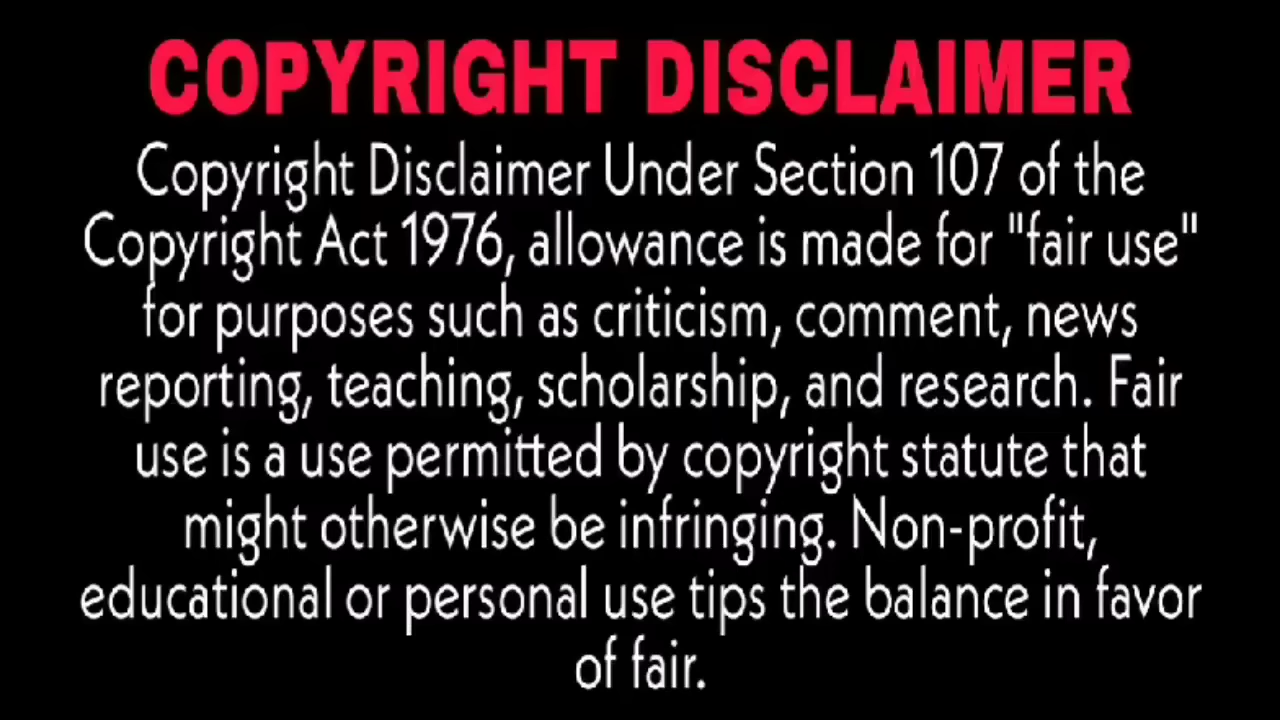 COPYRIGHT DISCLAIMER
Copyright Disclaimer Under Section 107 of the
Copyright Act 1976, allowance is made for "fair use"
for purposes such as criticism, comment, news
reporting, teaching, scholarship, and research. Fair
use is a use permitted by copyright statute that
might otherwise be infringing. Non-profit,
educational or personal use tips the balance in favor
of fair.